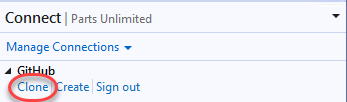 Connect | Parts Unlimited
Manage Connections
GitHub
Clone | Create | Sign out